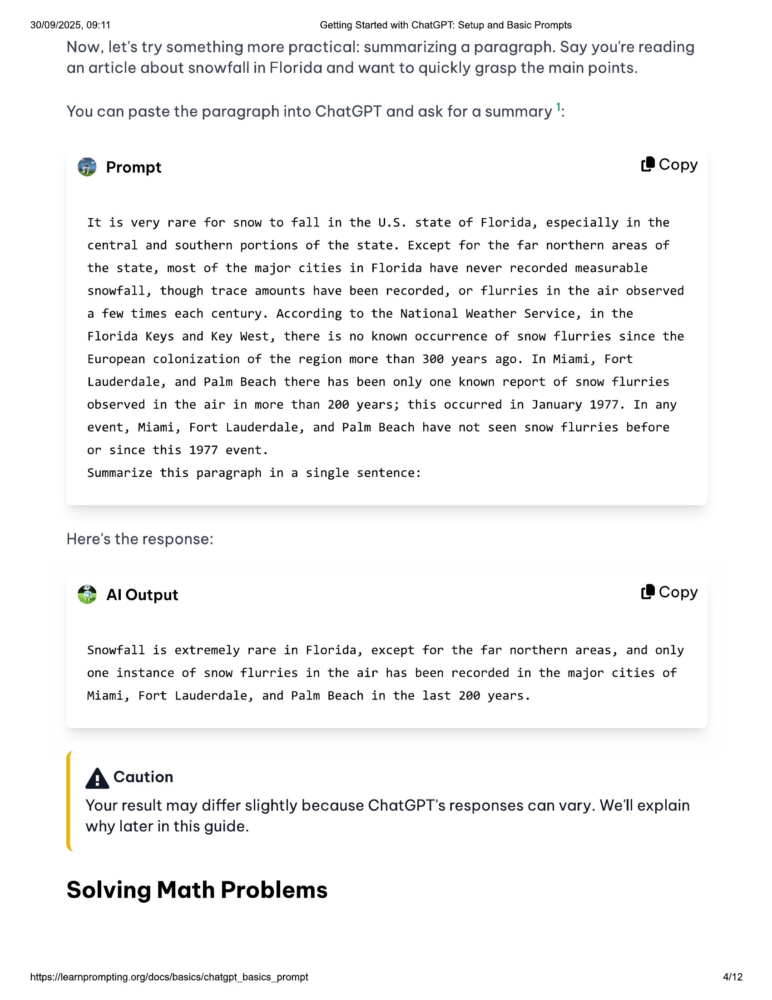 30/09/2025, 09:11
Getting Started with ChatGPT: Setup and Basic Prompts
Now, let's try something more practical: summarizing a paragraph. Say you're reading
an article about snowfall in Florida and want to quickly grasp the main points.
You can paste the paragraph into ChatGPT and ask for a summary 1:
Prompt
Copy
It is very rare for snow to fall in the U.S. state of Florida, especially in the
central and southern portions of the state. Except for the far northern areas of
the state, most of the major cities in Florida have never recorded measurable
snowfall, though trace amounts have been recorded, or flurries in the air observed
a few times each century. According to the National Weather Service, in the
Florida Keys and Key West, there is no known occurrence of snow flurries since the
European colonization of the region more than 300 years ago. In Miami, Fort
Lauderdale, and Palm Beach there has been only one known report of snow flurries
observed in the air in more than 200 years; this occurred in January 1977. In any
event, Miami, Fort Lauderdale, and Palm Beach have not seen snow flurries before
or since this 1977 event.
Summarize this paragraph in a single sentence:
Here's the response:
AI Output
Copy
Snowfall is extremely rare in Florida, except for the far northern areas, and only
one instance of snow flurries in the air has been recorded in the major cities of
Miami, Fort Lauderdale, and Palm Beach in the last 200 years.
Caution
Your result may differ slightly because ChatGPT's responses can vary. We'll explain
why later in this guide.
Solving Math Problems
https://learnprompting.org/docs/basics/chatgpt_basics_prompt
4/12